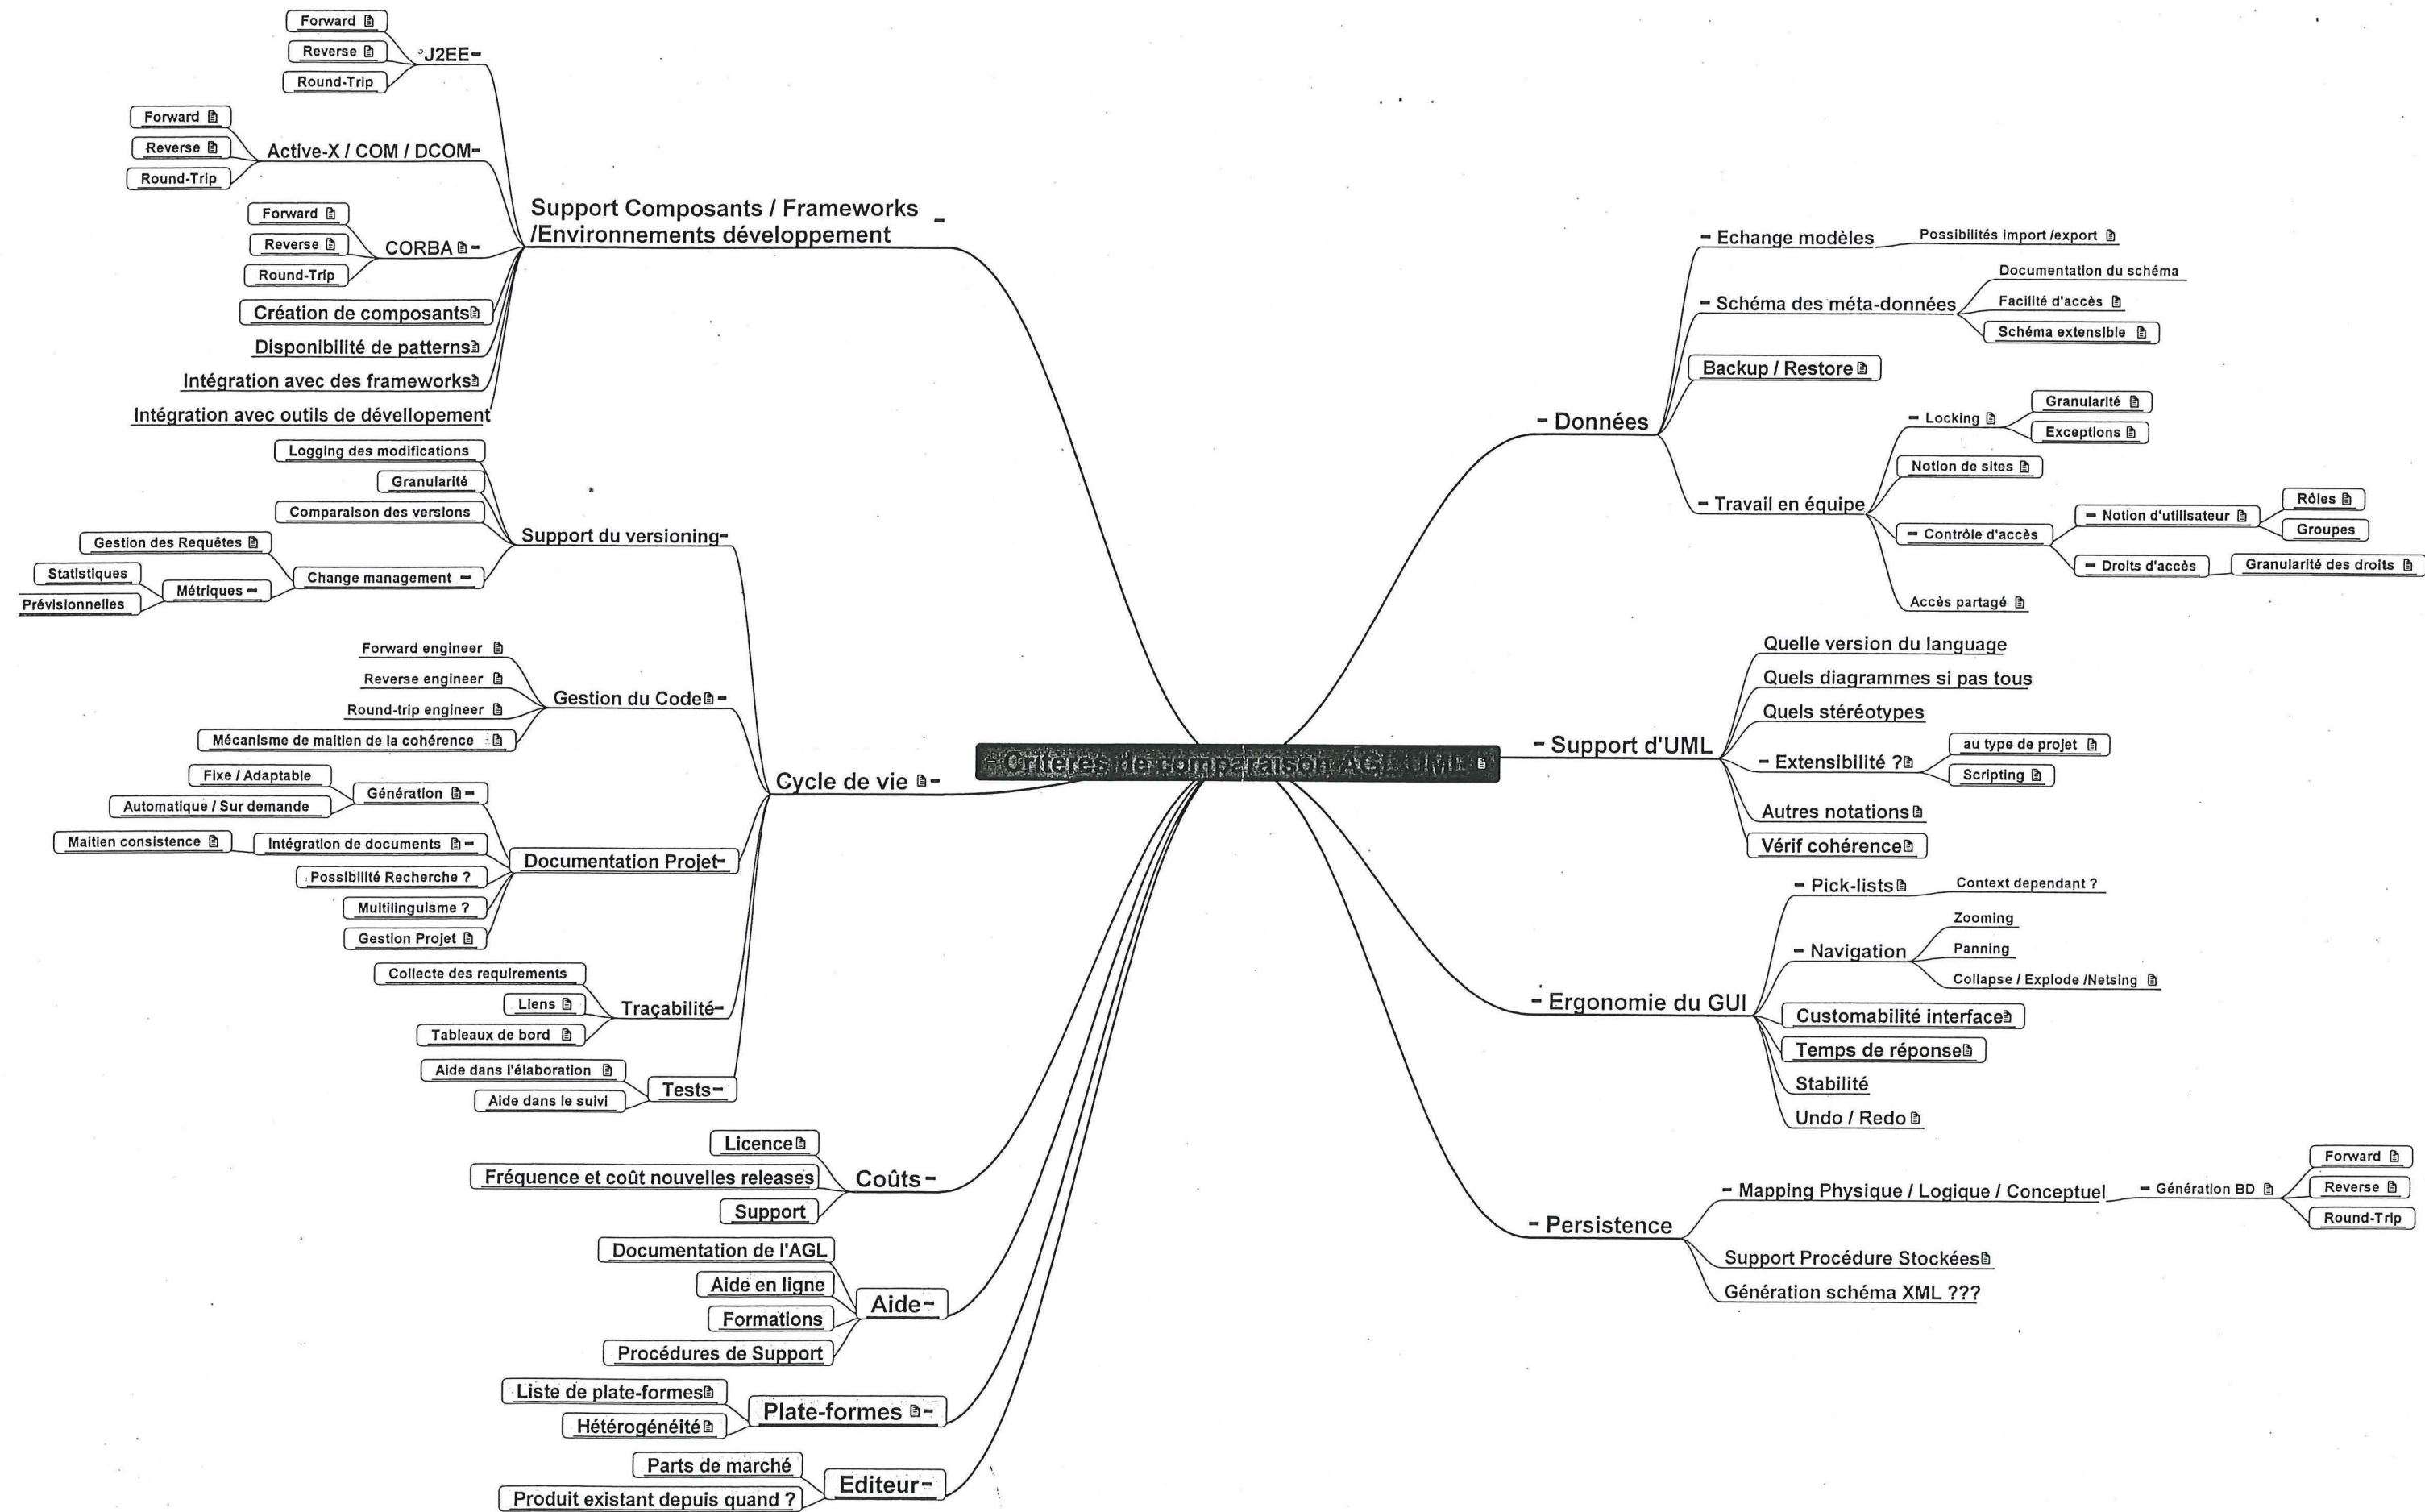 Critères de comparaison AGL UML
Support Composants / Frameworks
/Environnements développement
J2EE
Forward
Reverse
Round-Trip
Active-X / COM / DCOM
Forward
Reverse
Round-Trip
CORBA
Forward
Reverse
Round-Trip
Création de composants
Disponibilité de patterns
Intégration avec des frameworks
Intégration avec outils de dévellopement
Cycle de vie
Support du versioning
Logging des modifications
Granularité
Comparaison des versions
Change management
Gestion des Requêtes
Métriques
Statistiques
Prévisionnelles
Gestion du Code
Forward engineer
Reverse engineer
Round-trip engineer
Mécanisme de maitien de la cohérence
Documentation Projet
Génération
Fixe / Adaptable
Automatique / Sur demande
Intégration de documents
Maitien consistence
Possibilité Recherche ?
Multilinguisme ?
Gestion Projet
Traçabilité
Collecte des requirements
Liens
Tableaux de bord
Tests
Aide dans l'élaboration
Aide dans le suivi
Coûts
Licence
Fréquence et coût nouvelles releases
Support
Aide
Documentation de l'AGL
Aide en ligne
Formations
Procédures de Support
Plate-formes
Liste de plate-formes
Hétérogénéité
Editeur
Parts de marché
Produit existant depuis quand ?
Données
Echange modèles
Possibilités import /export
Schéma des méta-données
Documentation du schéma
Facilité d'accès
Schéma extensible
Backup / Restore
Travail en équipe
Locking
Granularité
Exceptions
Notion de sites
Contrôle d'accès
Notion d'utilisateur
Rôles
Groupes
Droits d'accès
Granularité des droits
Accès partagé
Support d'UML
Quelle version du language
Quels diagrammes si pas tous
Quels stéréotypes
Extensibilité ?
au type de projet
Scripting
Autres notations
Vérif cohérence
Ergonomie du GUI
Pick-lists
Context dependant ?
Navigation
Zooming
Panning
Collapse / Explode /Netsing
Customabilité interface
Temps de réponse
Stabilité
Undo / Redo
Persistence
Mapping Physique / Logique / Conceptuel
Génération BD
Forward
Reverse
Round-Trip
Support Procédure Stockées
Génération schéma XML ???